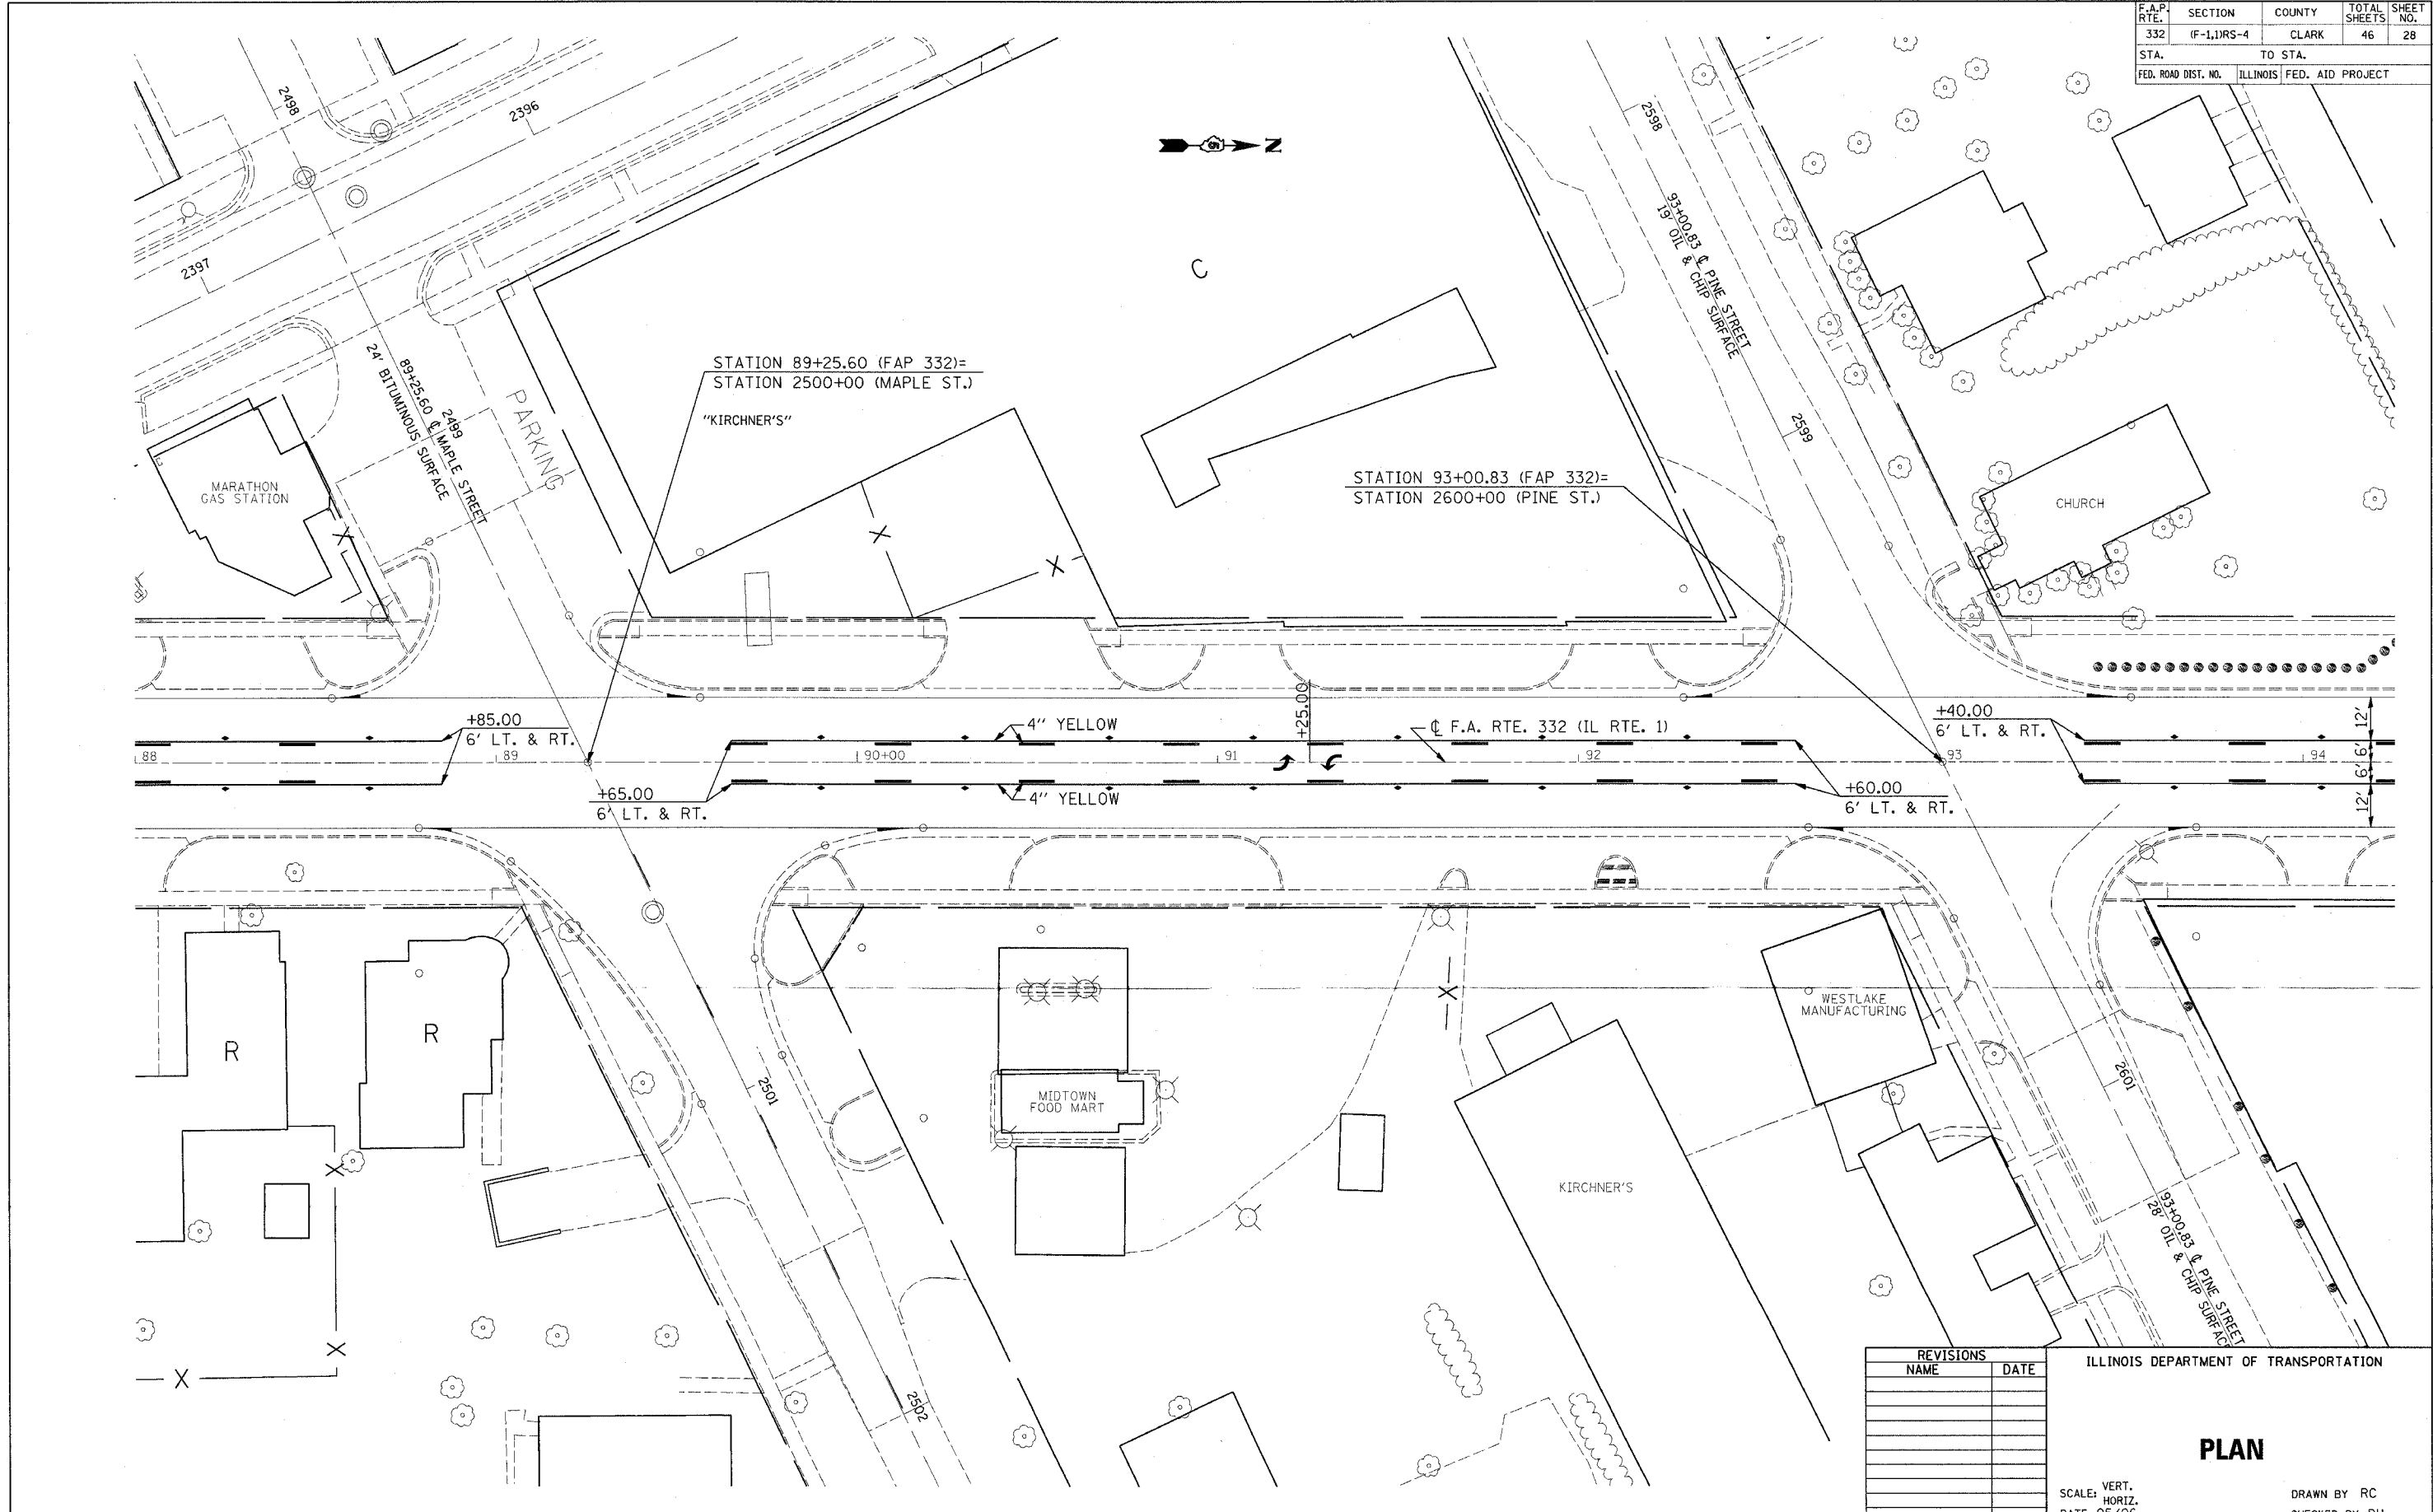 F.A.P. RTE. SECTION COUNTY TOTAL SHEETS SHEET NO.
332 (F-1,1)RS-4 CLARK 46 28
STA. TO STA.
FED. ROAD DIST. NO. ILLINOIS FED. AID PROJECT
2498
2396
2397
N
2598
93+00.83 ℄ PINE STREET
19' OIL & CHIP SURFACE
C
STATION 89+25.60 (FAP 332)=
STATION 2500+00 (MAPLE ST.)
"KIRCHNER'S"
2499
89+25.60 ℄ MAPLE STREET
24' BITUMINOUS SURFACE
PARKING
2599
MARATHON
GAS STATION
STATION 93+00.83 (FAP 332)=
STATION 2600+00 (PINE ST.)
CHURCH
X
X
X
+85.00
6' LT. & RT.
4" YELLOW
+25.00
℄ F.A. RTE. 332 (IL RTE. 1)
+40.00
6' LT. & RT.
12'
6'
6'
12'
88
89
90+00
91
92
93
94
+65.00
6' LT. & RT.
4" YELLOW
+60.00
6' LT. & RT.
X
WESTLAKE
MANUFACTURING
R
R
2501
MIDTOWN
FOOD MART
2601
X
KIRCHNER'S
93+00.83 ℄ PINE STREET
28' OIL & CHIP SURFAC
X
X
2502
REVISIONS
NAME DATE
ILLINOIS DEPARTMENT OF TRANSPORTATION
PLAN
SCALE: VERT.
HORIZ.
DRAWN BY RC